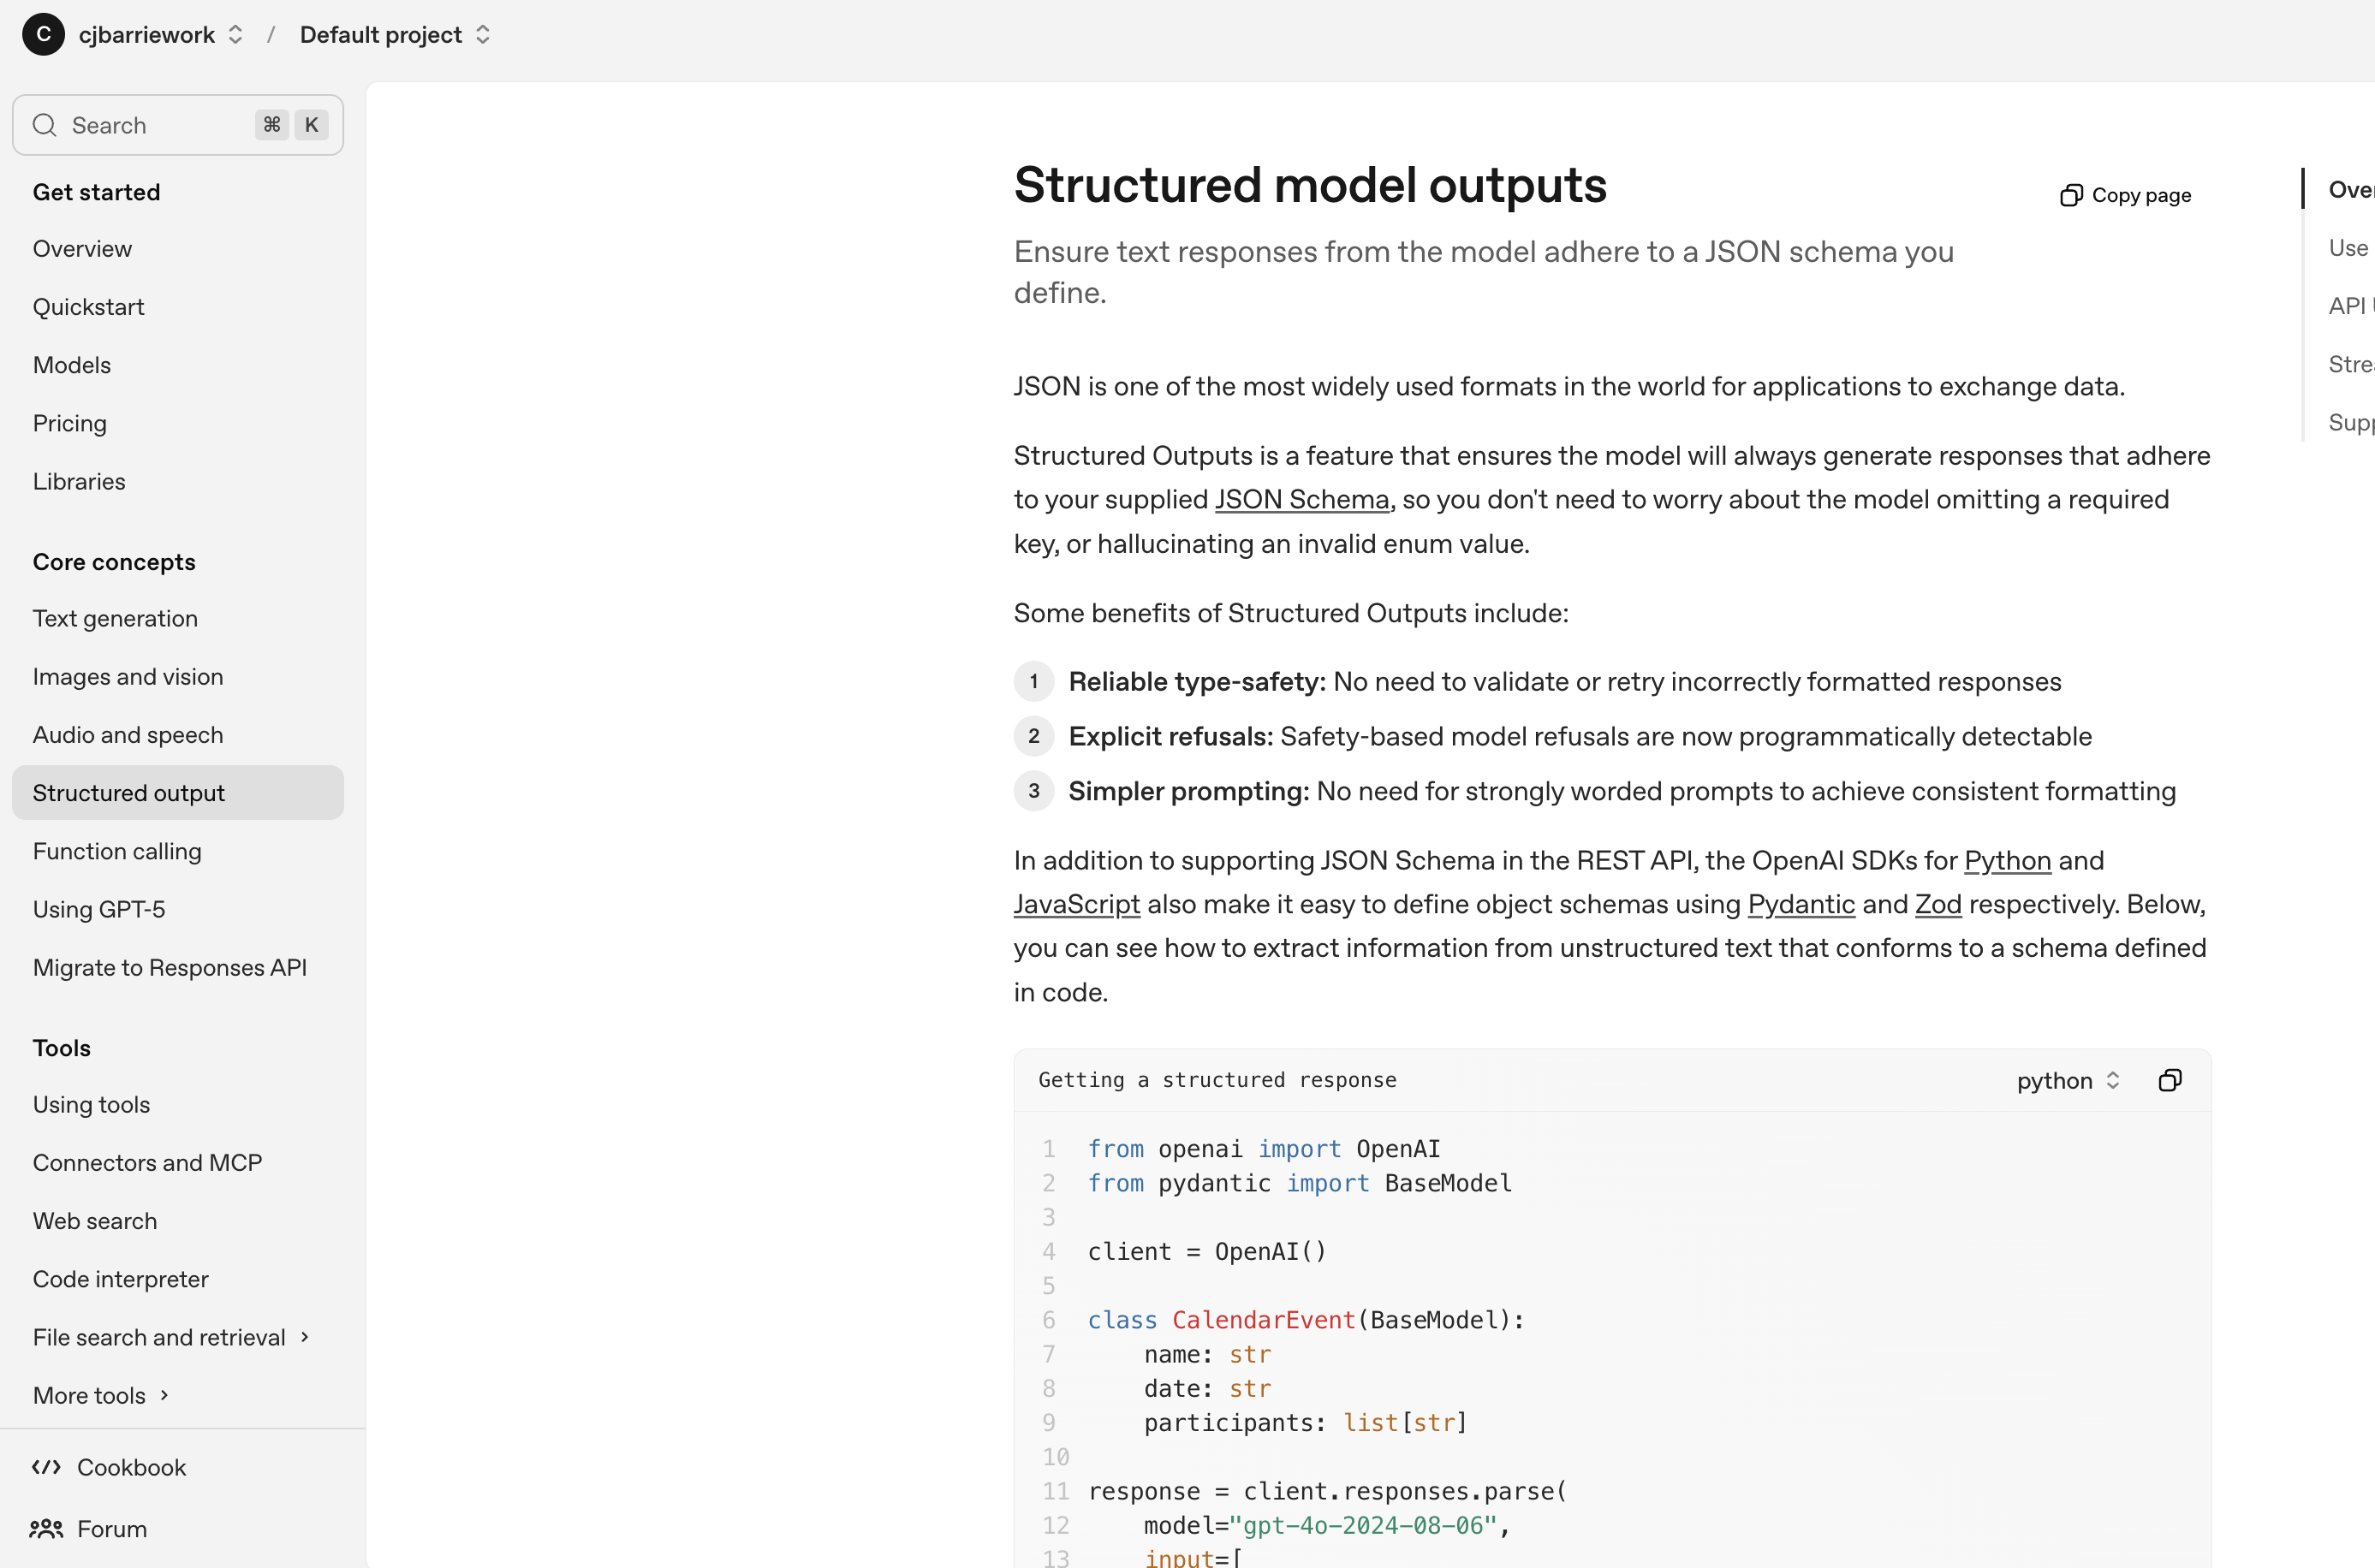 C cjbarriework / Default project
Search ⌘ K
Get started
Overview
Quickstart
Models
Pricing
Libraries
Core concepts
Text generation
Images and vision
Audio and speech
Structured output
Function calling
Using GPT-5
Migrate to Responses API
Tools
Using tools
Connectors and MCP
Web search
Code interpreter
File search and retrieval
More tools
Cookbook
Forum
Structured model outputs
Copy page
Ensure text responses from the model adhere to a JSON schema you
define.
JSON is one of the most widely used formats in the world for applications to exchange data.
Structured Outputs is a feature that ensures the model will always generate responses that adhere
to your supplied JSON Schema, so you don't need to worry about the model omitting a required
key, or hallucinating an invalid enum value.
Some benefits of Structured Outputs include:
1 Reliable type-safety: No need to validate or retry incorrectly formatted responses
2 Explicit refusals: Safety-based model refusals are now programmatically detectable
3 Simpler prompting: No need for strongly worded prompts to achieve consistent formatting
In addition to supporting JSON Schema in the REST API, the OpenAI SDKs for Python and
JavaScript also make it easy to define object schemas using Pydantic and Zod respectively. Below,
you can see how to extract information from unstructured text that conforms to a schema defined
in code.
Getting a structured response
python
1 from openai import OpenAI
2 from pydantic import BaseModel
3
4 client = OpenAI()
5
6 class CalendarEvent(BaseModel):
7     name: str
8     date: str
9     participants: list[str]
10
11 response = client.responses.parse(
12     model="gpt-4o-2024-08-06",
13     input=[
Use
API